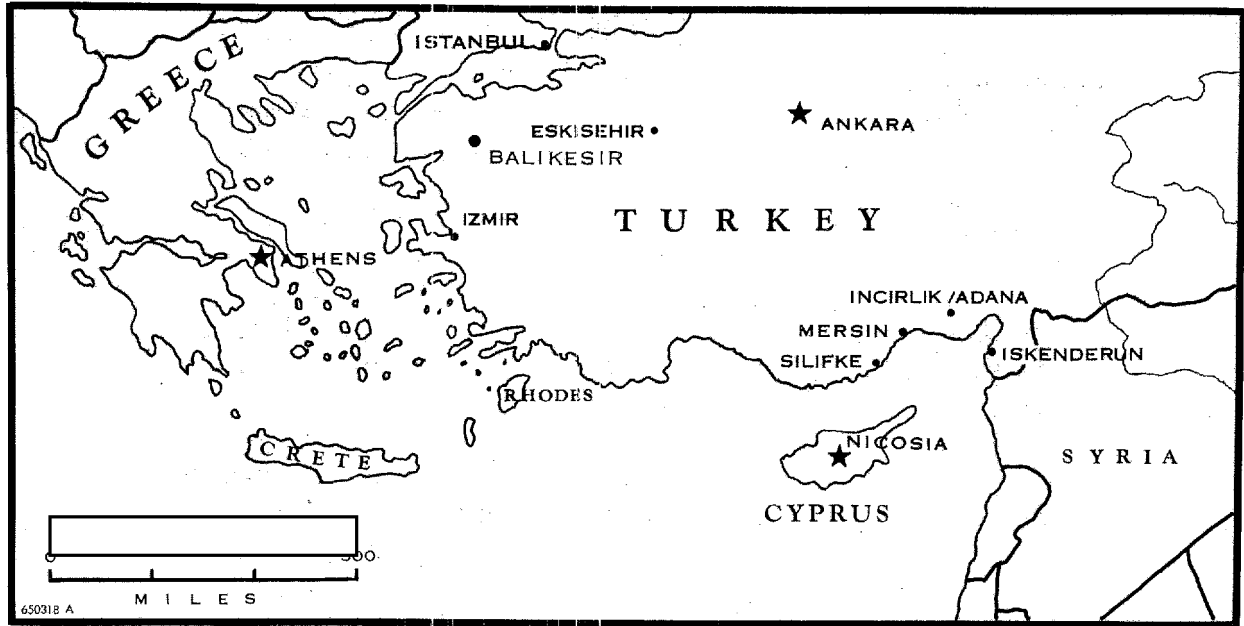 ISTANBUL
GREECE
ANKARA
ESKISEHIR
BALIKESIR
TURKEY
IZMIR
ATHENS
INCIRLIK/ADANA
MERSIN
ISKENDERUN
SILIFKE
RHODES
NICOSIA
CRETE
SYRIA
CYPRUS
MILES
650318 A